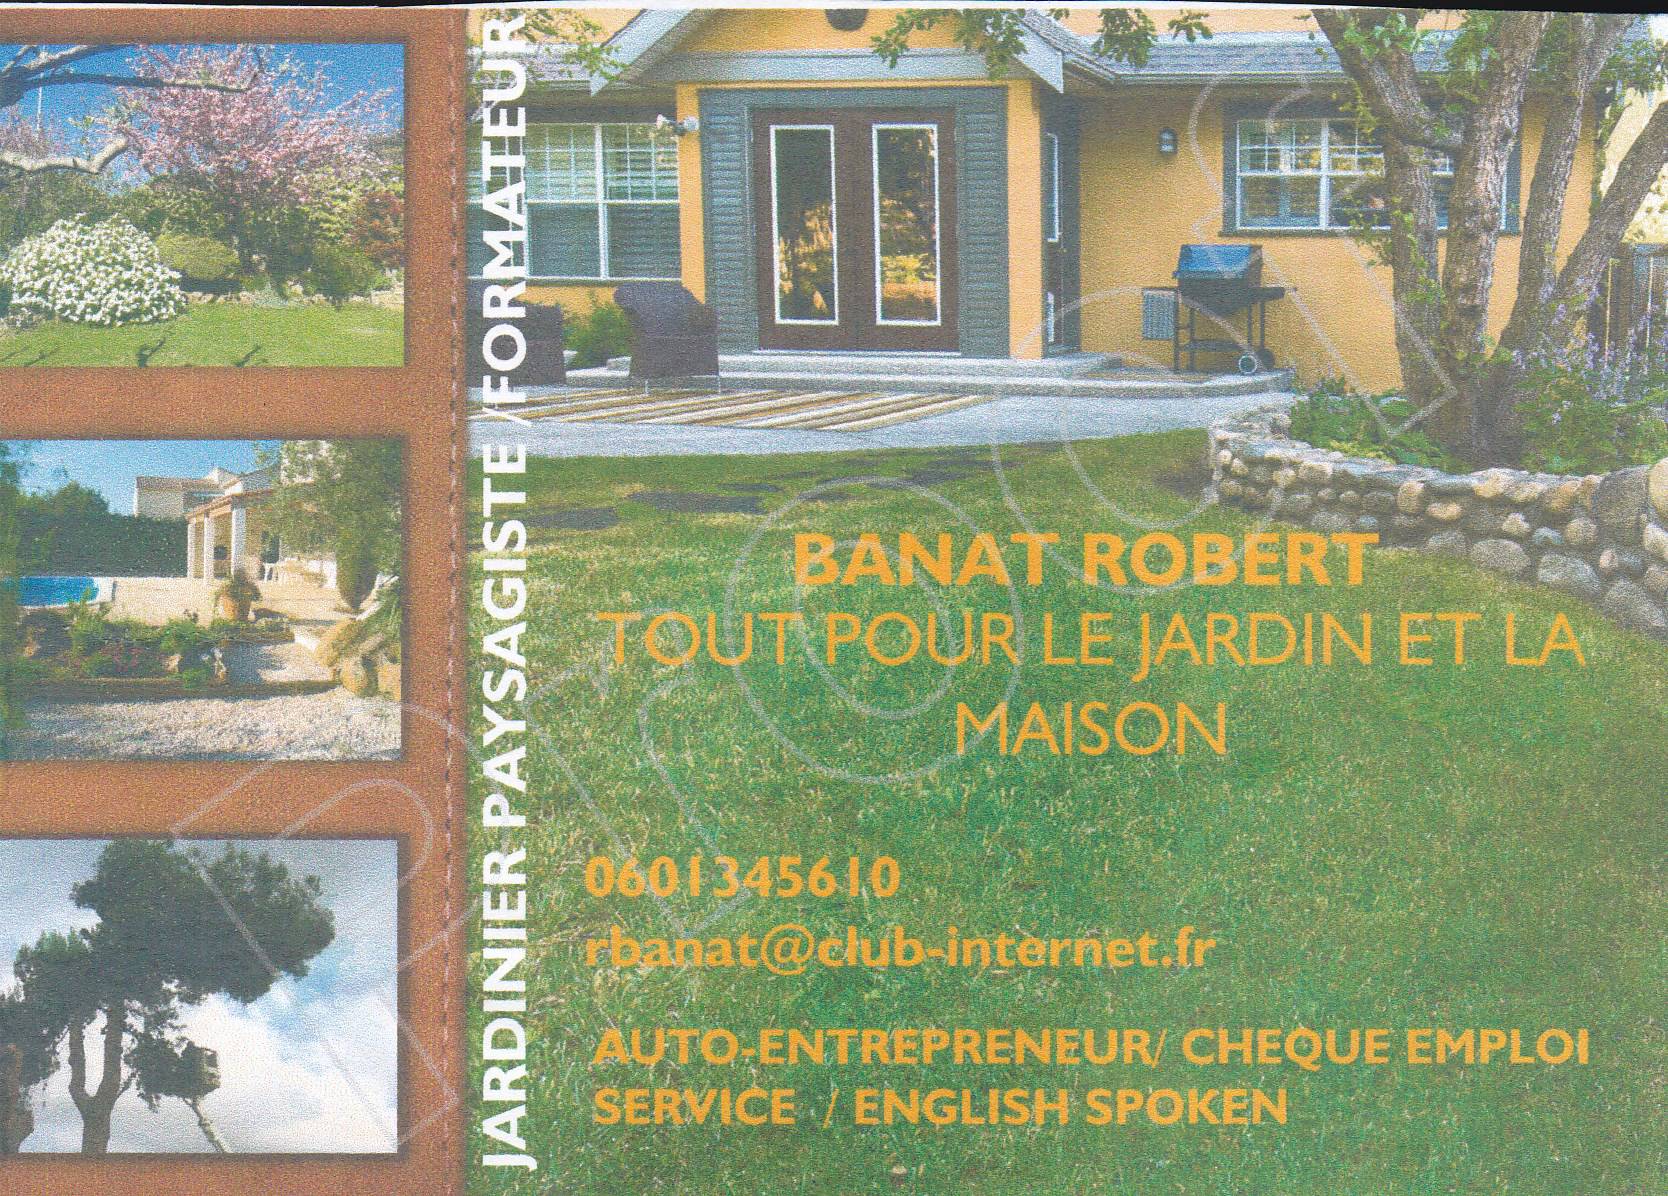 JARDINIER PAYSAGISTE /FORMATEUR
BANAT ROBERT
TOUT POUR LE JARDIN ET LA
MAISON
0601345610
rbanat@club-internet.fr
AUTO-ENTREPRENEUR/ CHEQUE EMPLOI
SERVICE / ENGLISH SPOKEN